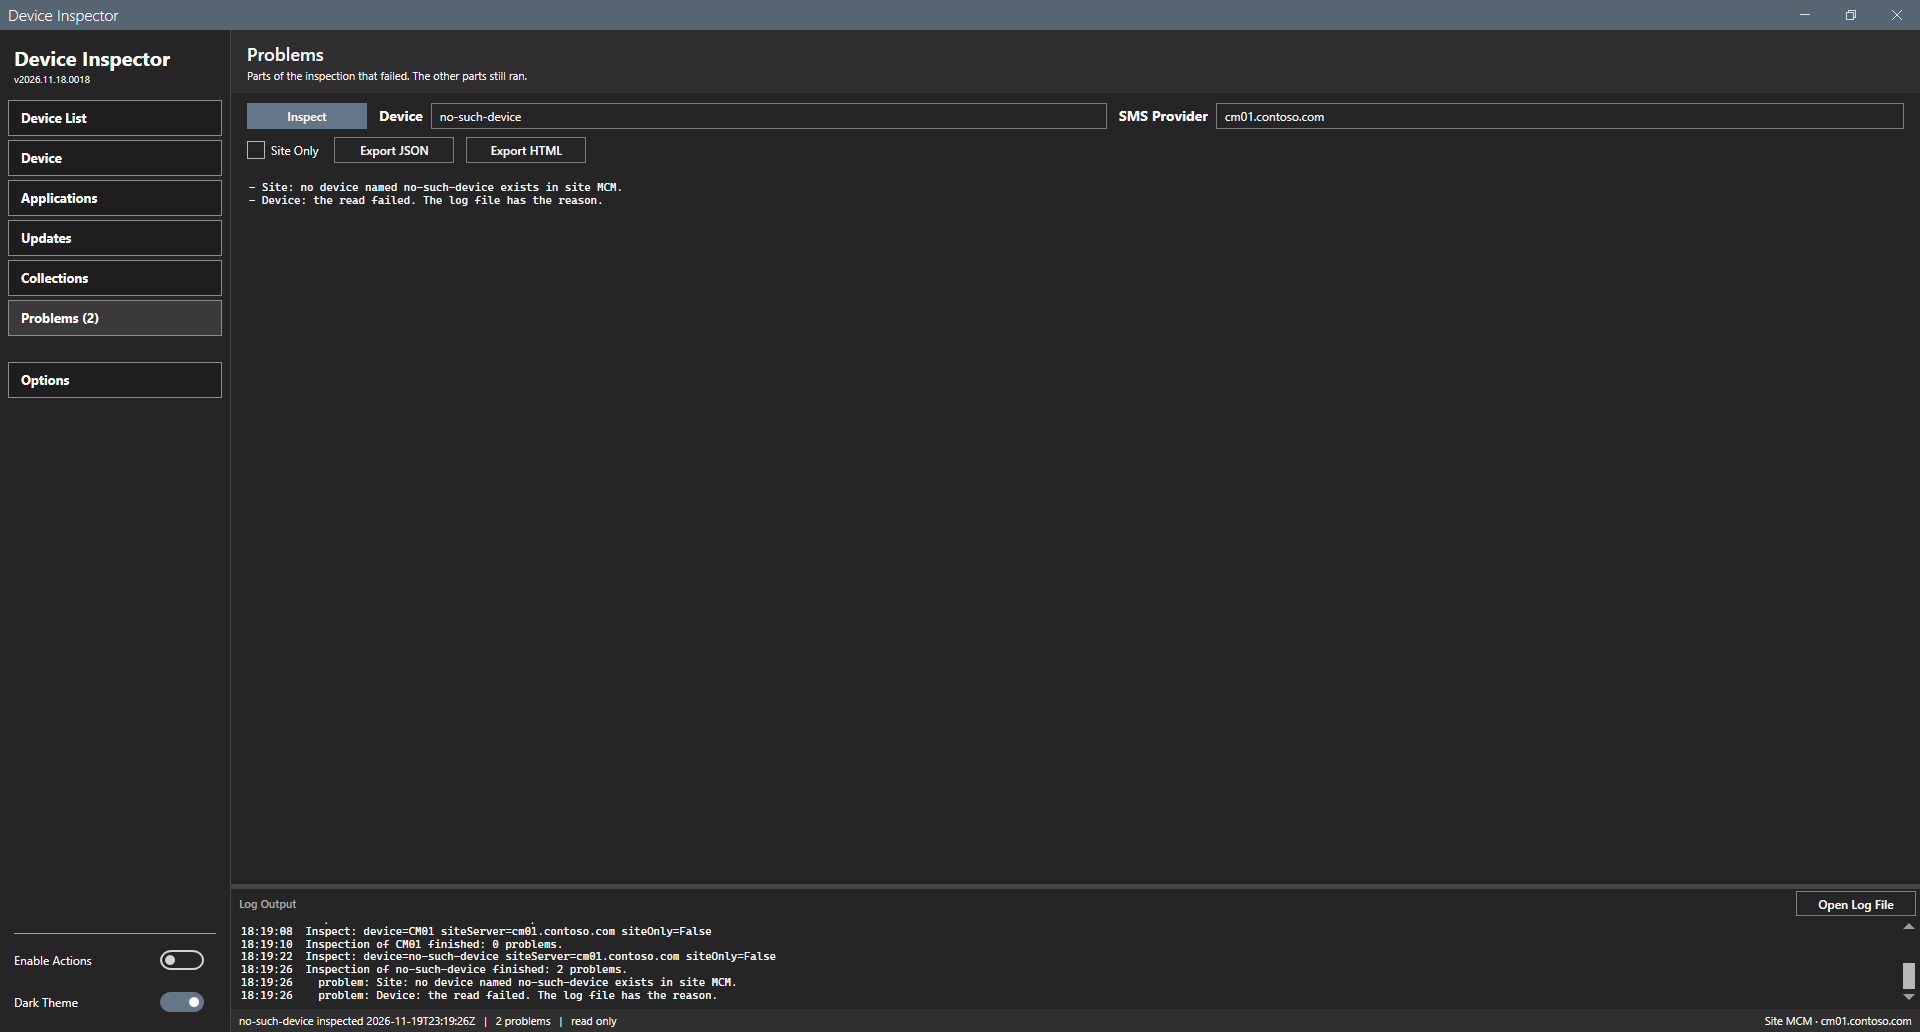 Device Inspector
Device Inspector
v2026.11.18.0018
Device List
Device
Applications
Updates
Collections
Problems (2)
Options
Enable Actions
Dark Theme
Problems
Parts of the inspection that failed. The other parts still ran.
Inspect
Device
no-such-device
SMS Provider
cm01.contoso.com
Site Only
Export JSON
Export HTML
- Site: no device named no-such-device exists in site MCM.
- Device: the read failed. The log file has the reason.
Log Output
Open Log File
18:19:08  Inspect: device=CM01 siteServer=cm01.contoso.com siteOnly=False
18:19:10  Inspection of CM01 finished: 0 problems.
18:19:22  Inspect: device=no-such-device siteServer=cm01.contoso.com siteOnly=False
18:19:26  Inspection of no-such-device finished: 2 problems.
18:19:26    problem: Site: no device named no-such-device exists in site MCM.
18:19:26    problem: Device: the read failed. The log file has the reason.
no-such-device inspected 2026-11-19T23:19:26Z | 2 problems | read only
Site MCM · cm01.contoso.com